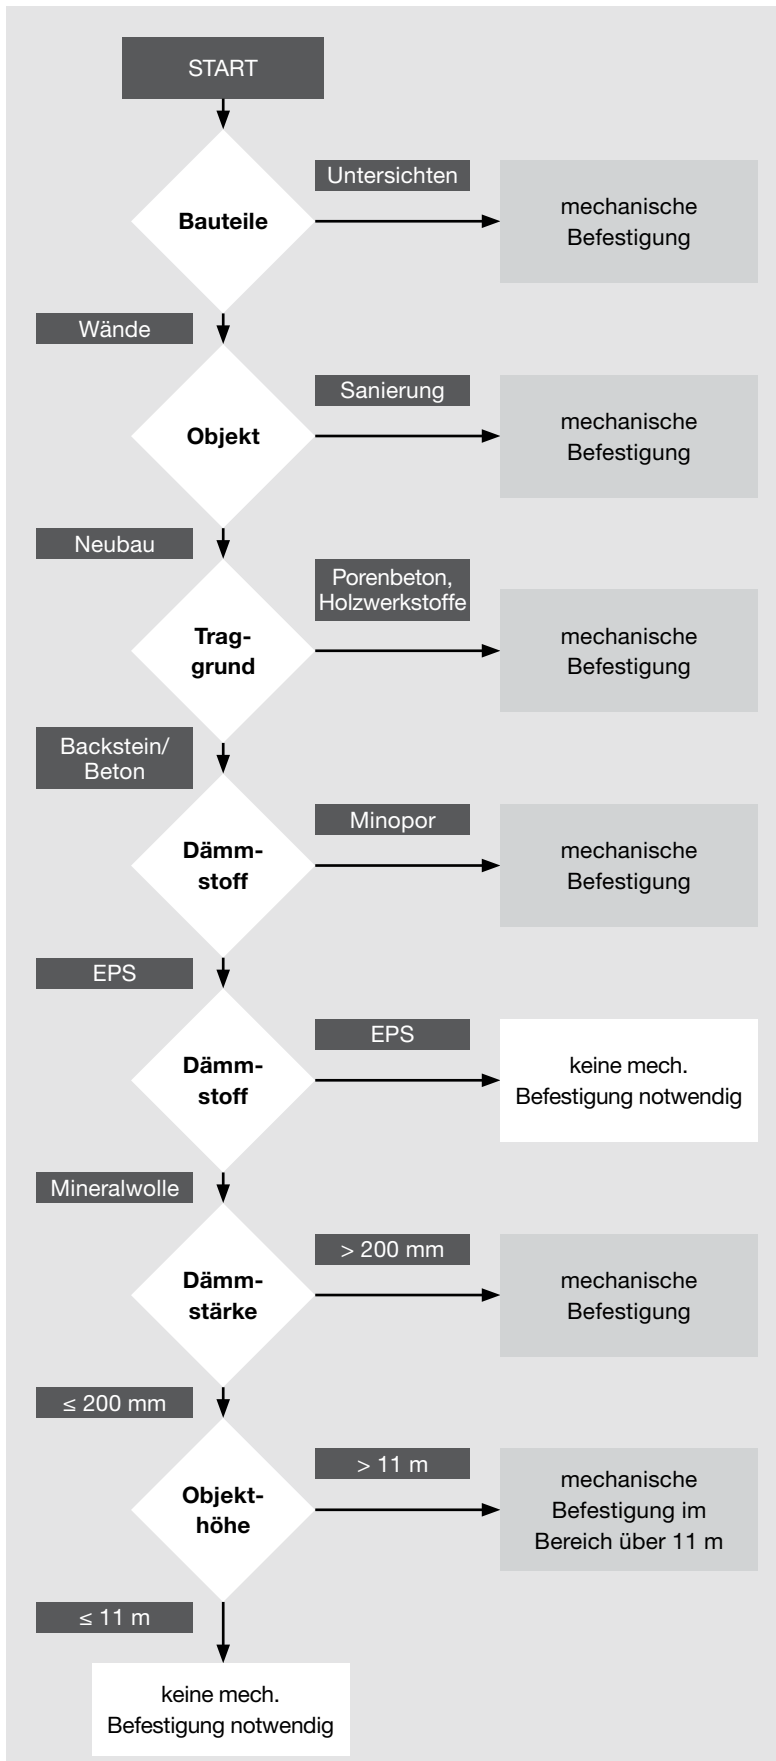 START
Bauteile
Untersichten
mechanische
Befestigung
Wände
Objekt
Sanierung
mechanische
Befestigung
Neubau
Trag-
grund
Porenbeton,
Holzwerkstoffe
mechanische
Befestigung
Backstein/
Beton
Dämm-
stoff
Minopor
mechanische
Befestigung
EPS
Dämm-
stoff
EPS
keine mech.
Befestigung notwendig
Mineralwolle
Dämm-
stärke
> 200 mm
mechanische
Befestigung
≤ 200 mm
Objekt-
höhe
> 11 m
mechanische
Befestigung im
Bereich über 11 m
≤ 11 m
keine mech.
Befestigung notwendig